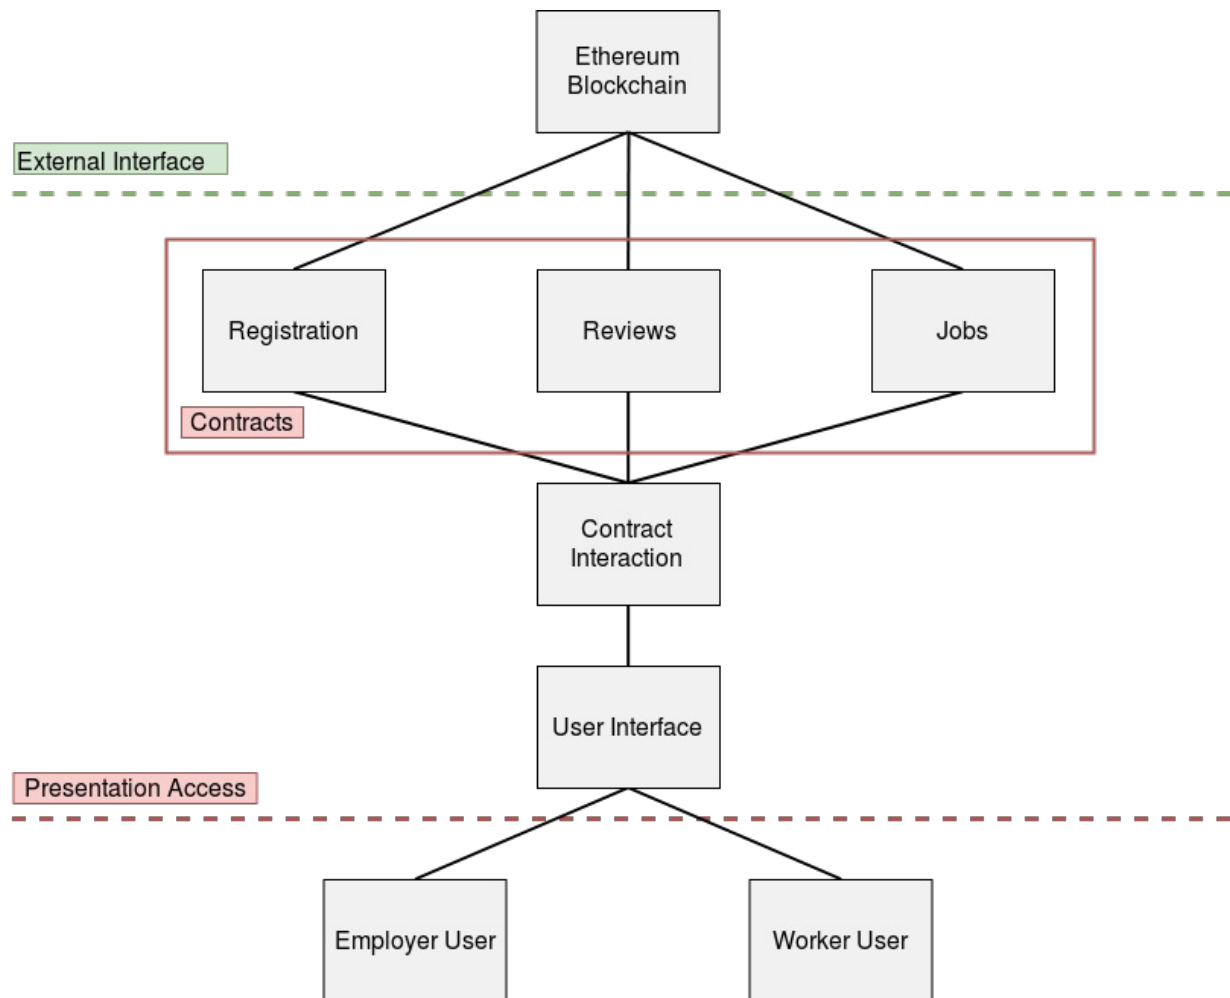 Ethereum
Blockchain
External Interface
Registration
Reviews
Jobs
Contracts
Contract
Interaction
User Interface
Presentation Access
Employer User
Worker User